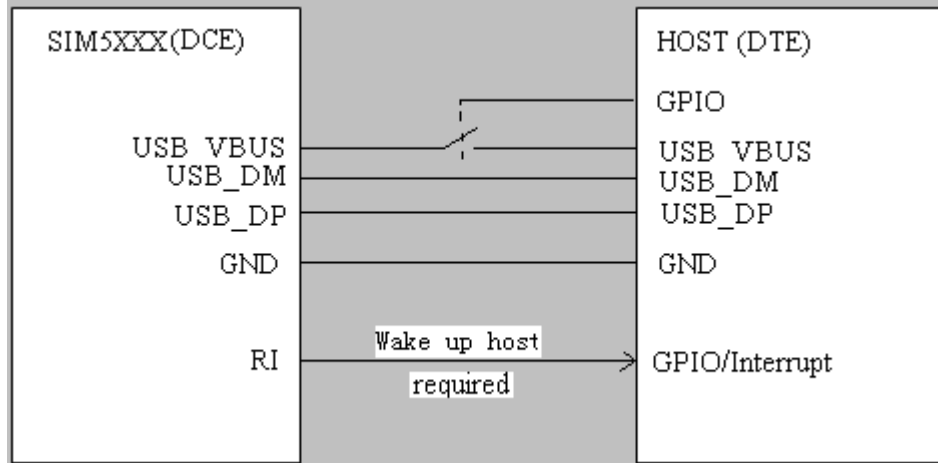 SIM5XXX(DCE)
HOST (DTE)
GPIO
USB_VBUS
USB_VBUS
USB_DM
USB_DM
USB_DP
USB_DP
GND
GND
Wake up host
required
RI
GPIO/Interrupt